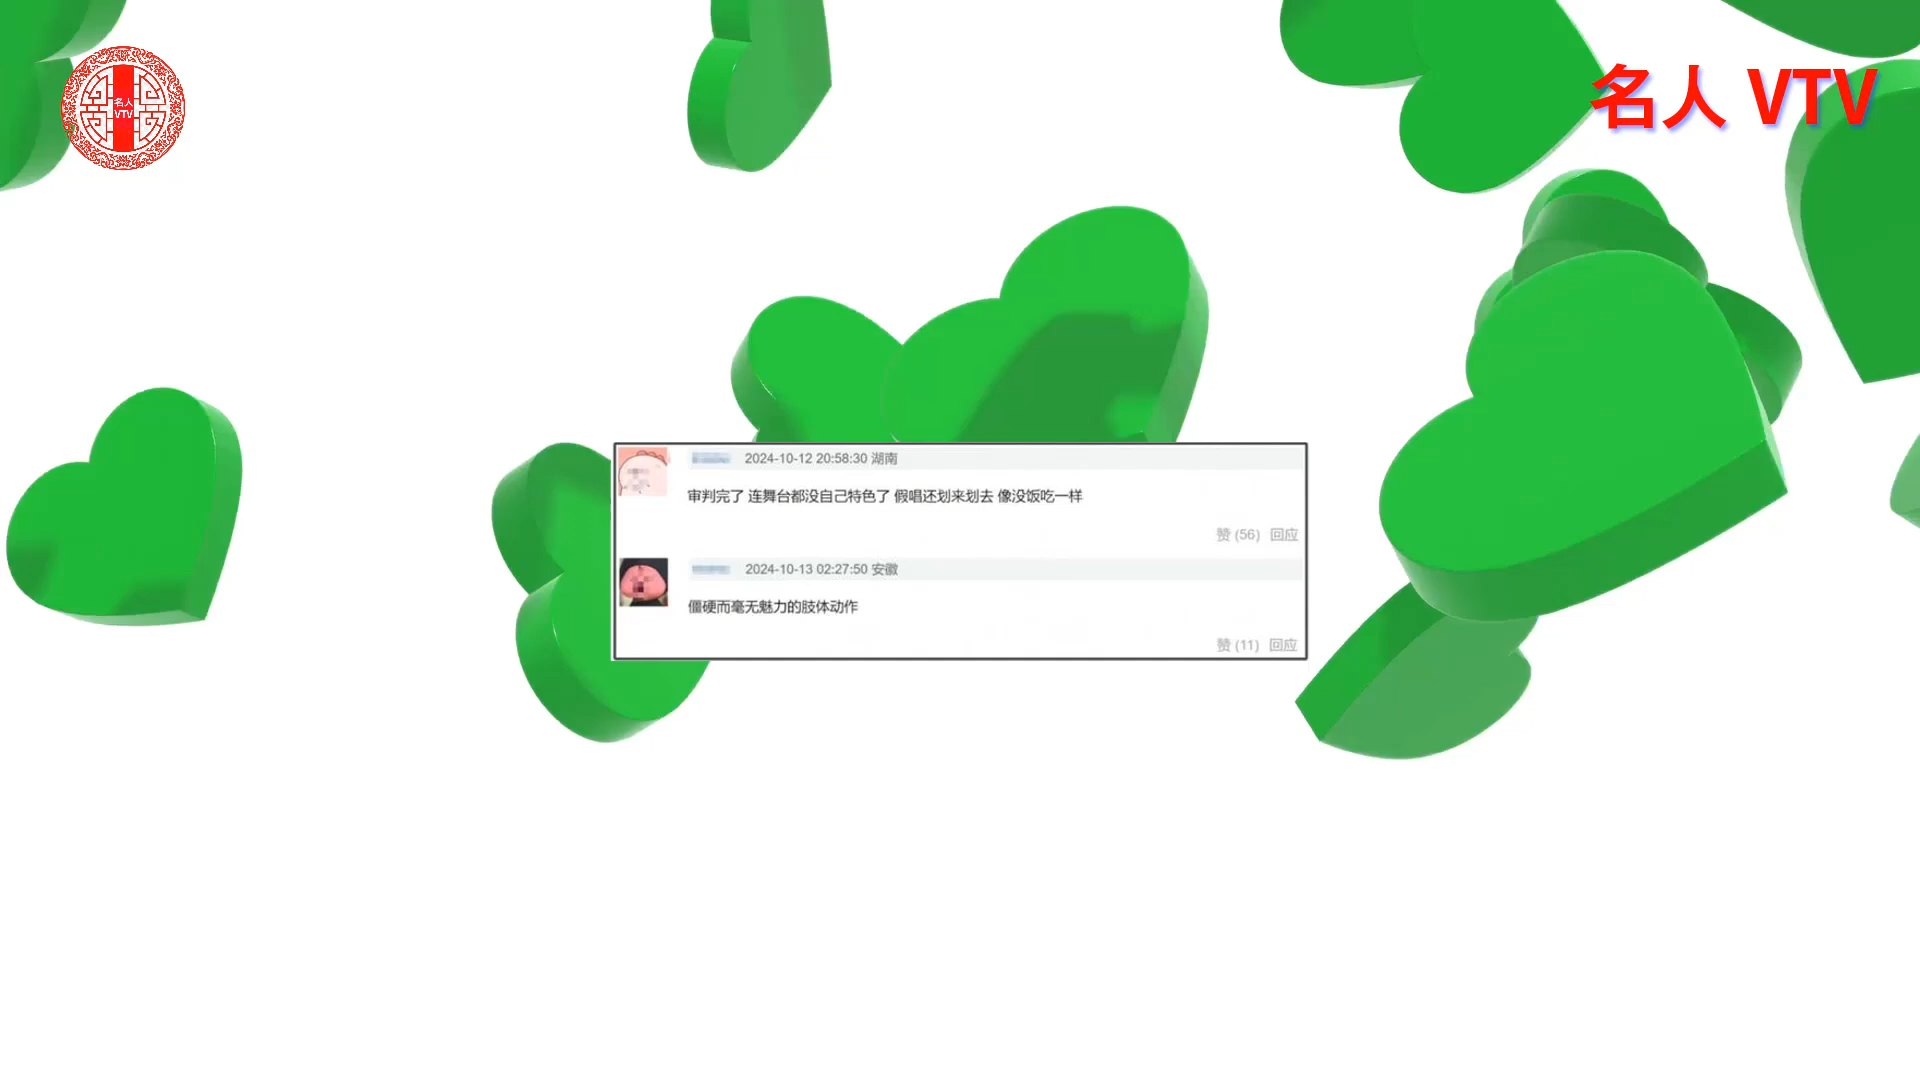 名人
VTV
名人 VTV
2024-10-12 20:58:30 湖南
审判完了 连舞台都没自己特色了 假唱还划来划去 像没饭吃一样
赞 (56) 回应
2024-10-13 02:27:50 安徽
僵硬而毫无魅力的肢体动作
赞 (11) 回应